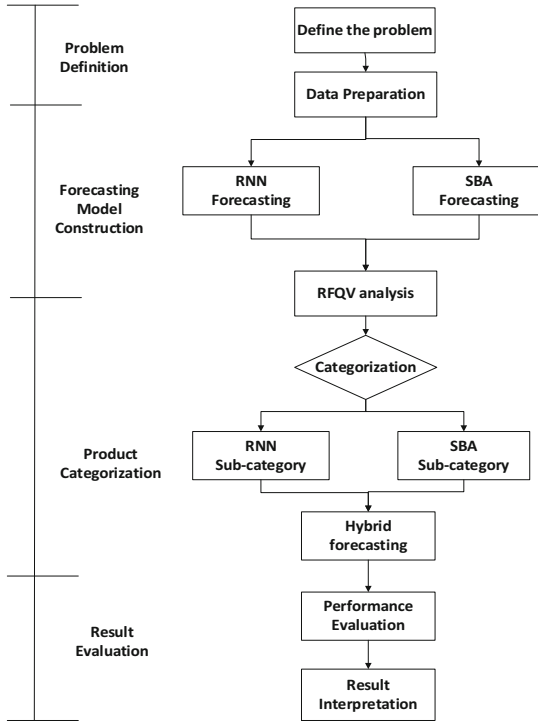 Problem
Definition
Define the problem
Data Preparation
Forecasting
Model
Construction
RNN
Forecasting
SBA
Forecasting
Product
Categorization
RFQV analysis
Categorization
RNN
Sub-category
SBA
Sub-category
Hybrid
forecasting
Result
Evaluation
Performance
Evaluation
Result
Interpretation